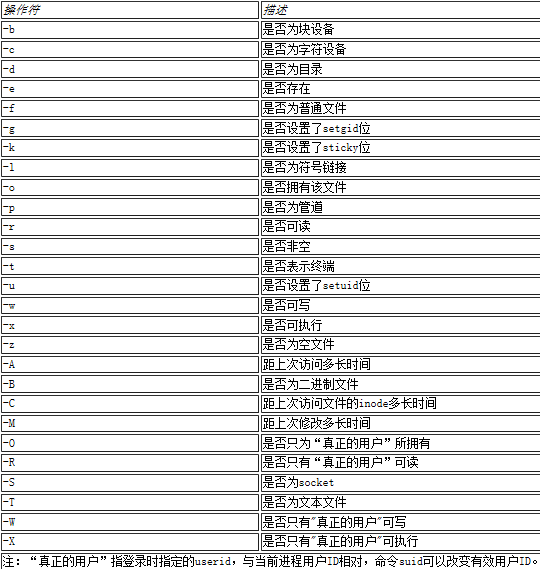 操作符 描述
-b 是否为块设备
-c 是否为字符设备
-d 是否为目录
-e 是否存在
-f 是否为普通文件
-g 是否设置了setgid位
-k 是否设置了sticky位
-l 是否为符号链接
-o 是否拥有该文件
-p 是否为管道
-r 是否可读
-s 是否非空
-t 是否表示终端
-u 是否设置了setuid位
-w 是否可写
-x 是否可执行
-z 是否为空文件
-A 距上次访问多长时间
-B 是否为二进制文件
-C 距上次访问文件的inode多长时间
-M 距上次修改多长时间
-O 是否只为“真正的用户”所拥有
-R 是否只有“真正的用户”可读
-S 是否为socket
-T 是否为文本文件
-W 是否只有"真正的用户"可写
-X 是否只有"真正的用户"可执行
注：“真正的用户”指登录时指定的userid，与当前进程用户ID相对，命令suid可以改变有效用户ID。